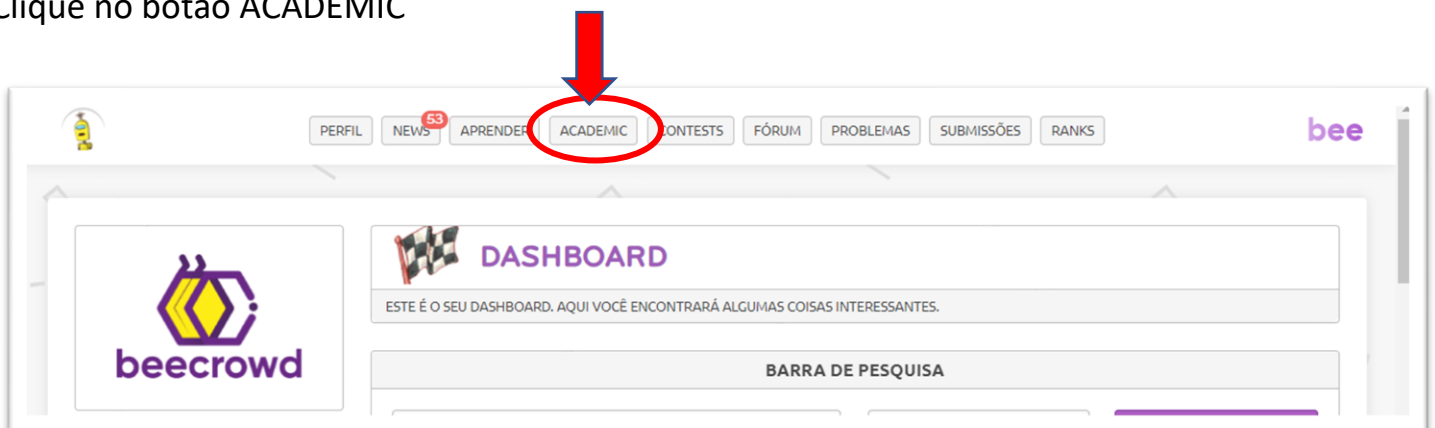 Clique no botão ACADEMIC
PERFIL NEWS 53 APRENDER ACADEMIC CONTESTS FÓRUM PROBLEMAS SUBMISSÕES RANKS bee
DASHBOARD
ESTE É O SEU DASHBOARD. AQUI VOCÊ ENCONTRARÁ ALGUMAS COISAS INTERESSANTES.
beecrowd
BARRA DE PESQUISA